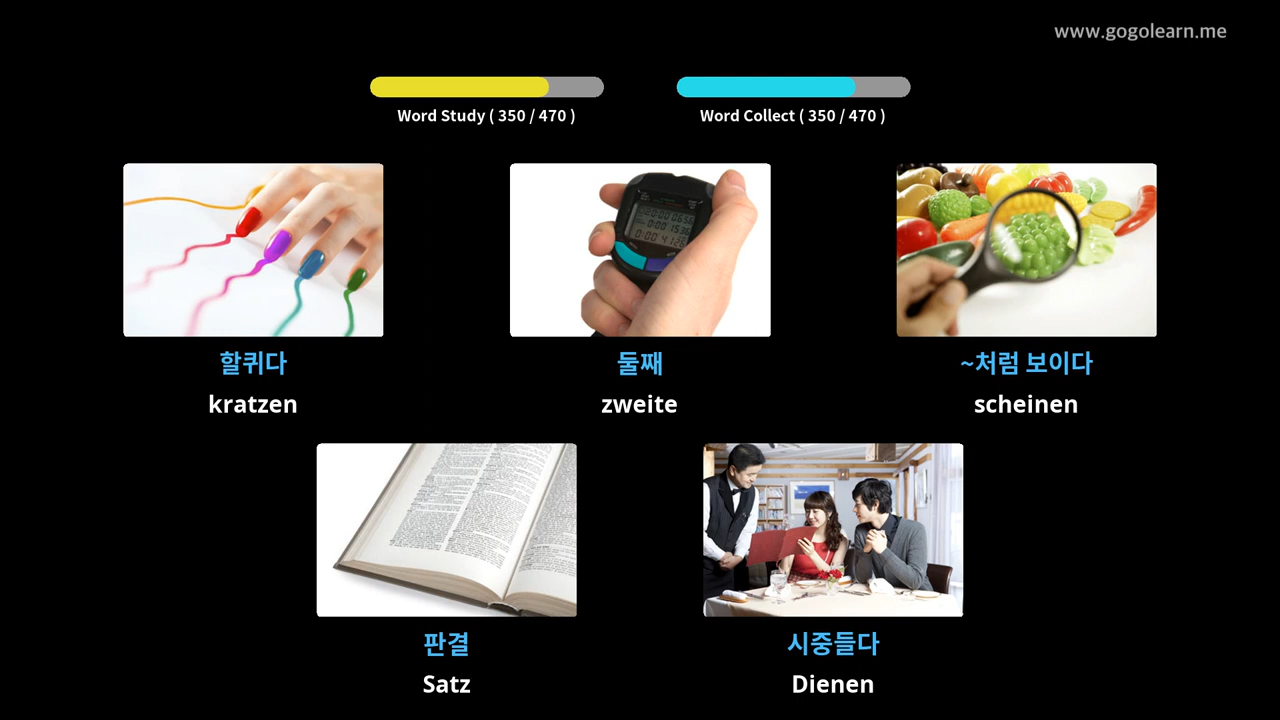 www.gogolearn.me
Word Study ( 350 / 470 )
Word Collect ( 350 / 470 )
할퀴다
kratzen
둘째
zweite
~처럼 보이다
scheinen
판결
Satz
시중들다
Dienen